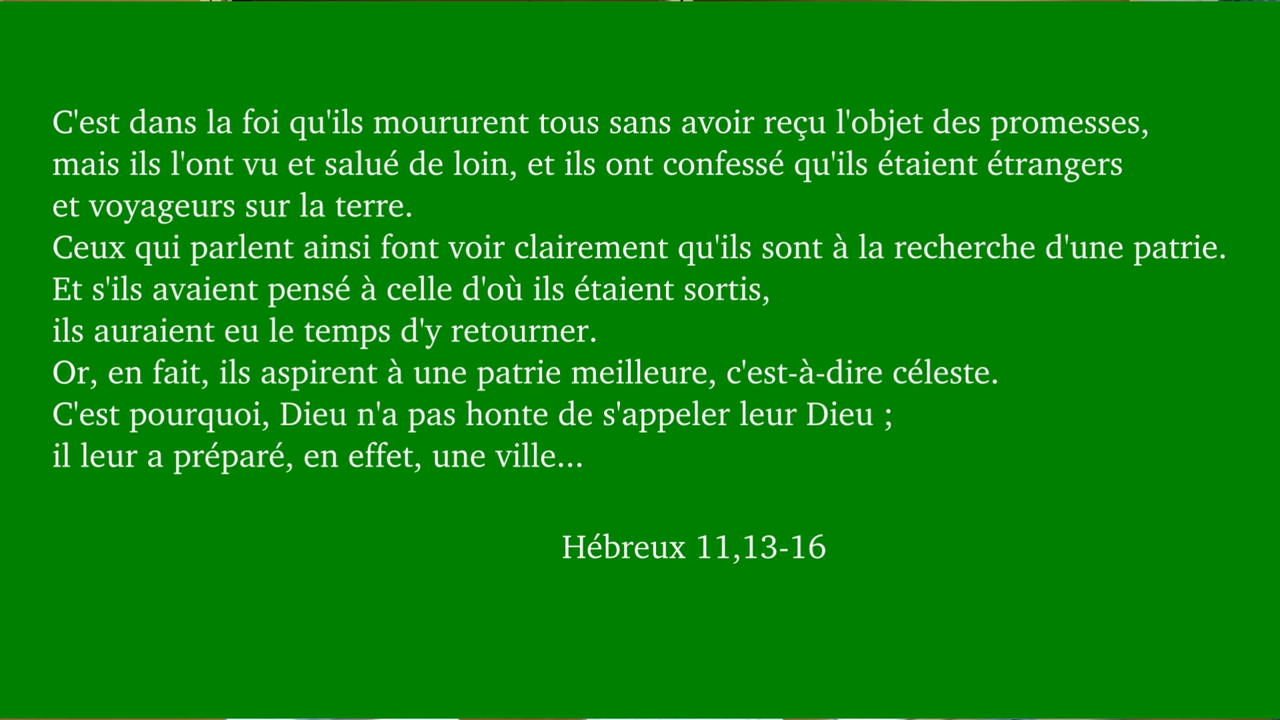 C'est dans la foi qu'ils moururent tous sans avoir reçu l'objet des promesses,
mais ils l'ont vu et salué de loin, et ils ont confessé qu'ils étaient étrangers
et voyageurs sur la terre.
Ceux qui parlent ainsi font voir clairement qu'ils sont à la recherche d'une patrie.
Et s'ils avaient pensé à celle d'où ils étaient sortis,
ils auraient eu le temps d'y retourner.
Or, en fait, ils aspirent à une patrie meilleure, c'est-à-dire céleste.
C'est pourquoi, Dieu n'a pas honte de s'appeler leur Dieu ;
il leur a préparé, en effet, une ville...
Hébreux 11,13-16